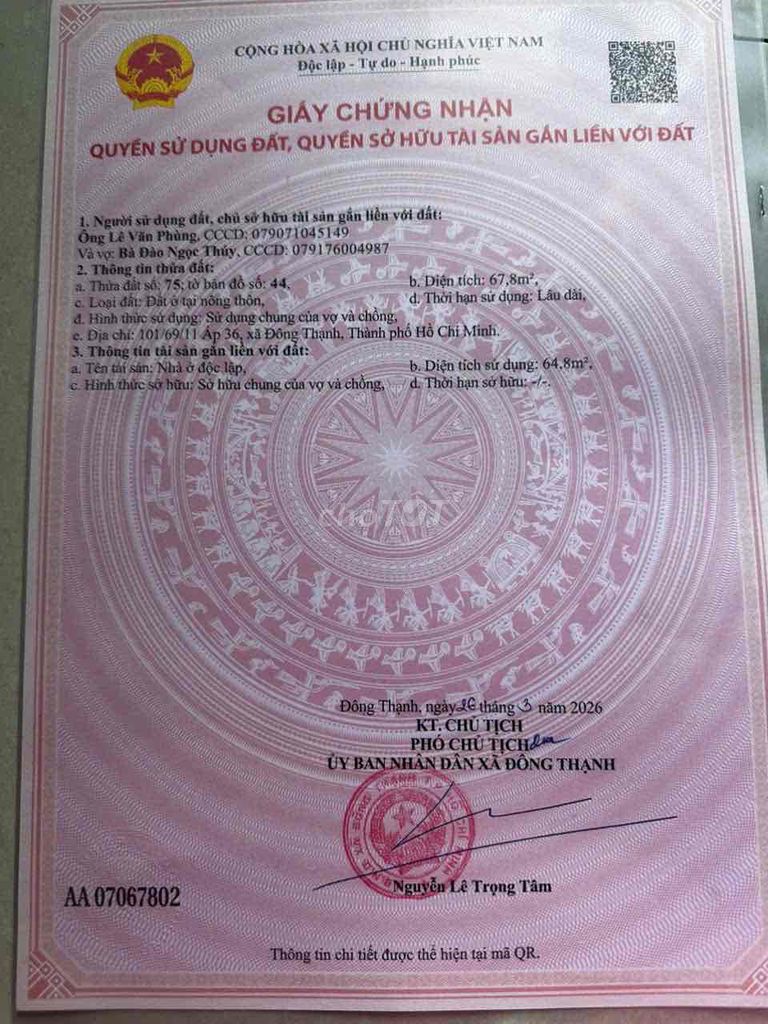 CỘNG HÒA XÃ HỘI CHỦ NGHĨA VIỆT NAM
Độc lập - Tự do - Hạnh phúc
GIẤY CHỨNG NHẬN
QUYỀN SỬ DỤNG ĐẤT, QUYỀN SỞ HỮU TÀI SẢN GẮN LIỀN VỚI ĐẤT
1. Người sử dụng đất, chủ sở hữu tài sản gắn liền với đất:
Ông Lê Văn Phùng, CCCD: 079071045149
Và vợ: Bà Đào Ngọc Thúy, CCCD: 079176004987
2. Thông tin thửa đất:
a. Thửa đất số: 75; tờ bản đồ số: 44, b. Diện tích: 67,8m²,
c. Loại đất: Đất ở tại nông thôn, d. Thời hạn sử dụng: Lâu dài,
đ. Hình thức sử dụng: Sử dụng chung của vợ và chồng,
e. Địa chỉ: 101/69/11 Ấp 36, xã Đông Thạnh, Thành phố Hồ Chí Minh.
3. Thông tin tài sản gắn liền với đất:
a. Tên tài sản: Nhà ở độc lập, b. Diện tích sử dụng: 64,8m²,
c. Hình thức sở hữu: Sở hữu chung của vợ và chồng, d. Thời hạn sở hữu: -/-.
choTỐT
Đông Thạnh, ngày 26 tháng 3 năm 2026
KT. CHỦ TỊCH
PHÓ CHỦ TỊCH
ỦY BAN NHÂN DÂN XÃ ĐÔNG THẠNH
Nguyễn Lê Trọng Tâm
AA 07067802
Thông tin chi tiết được thể hiện tại mã QR.